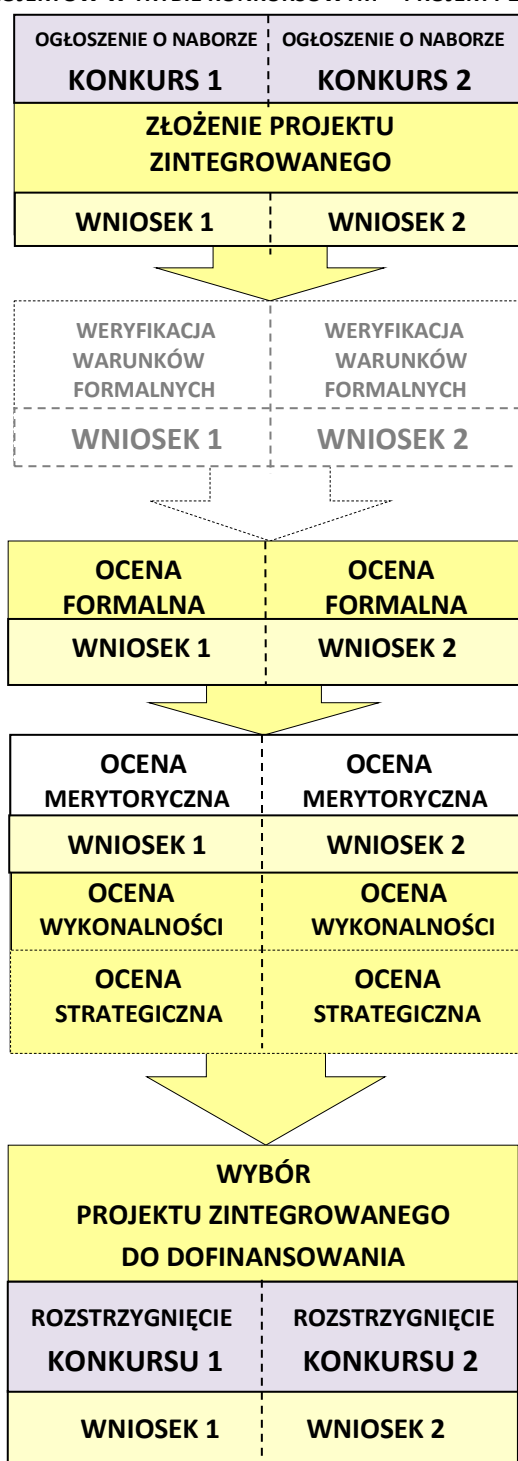 OGŁOSZENIE O NABORZE OGŁOSZENIE O NABORZE
KONKURS 1 KONKURS 2
ZŁOŻENIE PROJEKTU
ZINTEGROWANEGO
WNIOSEK 1 WNIOSEK 2
WERYFIKACJA WERYFIKACJA
WARUNKÓW WARUNKÓW
FORMALNYCH FORMALNYCH
WNIOSEK 1 WNIOSEK 2
OCENA OCENA
FORMALNA FORMALNA
WNIOSEK 1 WNIOSEK 2
OCENA OCENA
MERYTORYCZNA MERYTORYCZNA
WNIOSEK 1 WNIOSEK 2
OCENA OCENA
WYKONALNOŚCI WYKONALNOŚCI
OCENA OCENA
STRATEGICZNA STRATEGICZNA
WYBÓR
PROJEKTU ZINTEGROWANEGO
DO DOFINANSOWANIA
ROZSTRZYGNIĘCIE ROZSTRZYGNIĘCIE
KONKURSU 1 KONKURSU 2
WNIOSEK 1 WNIOSEK 2